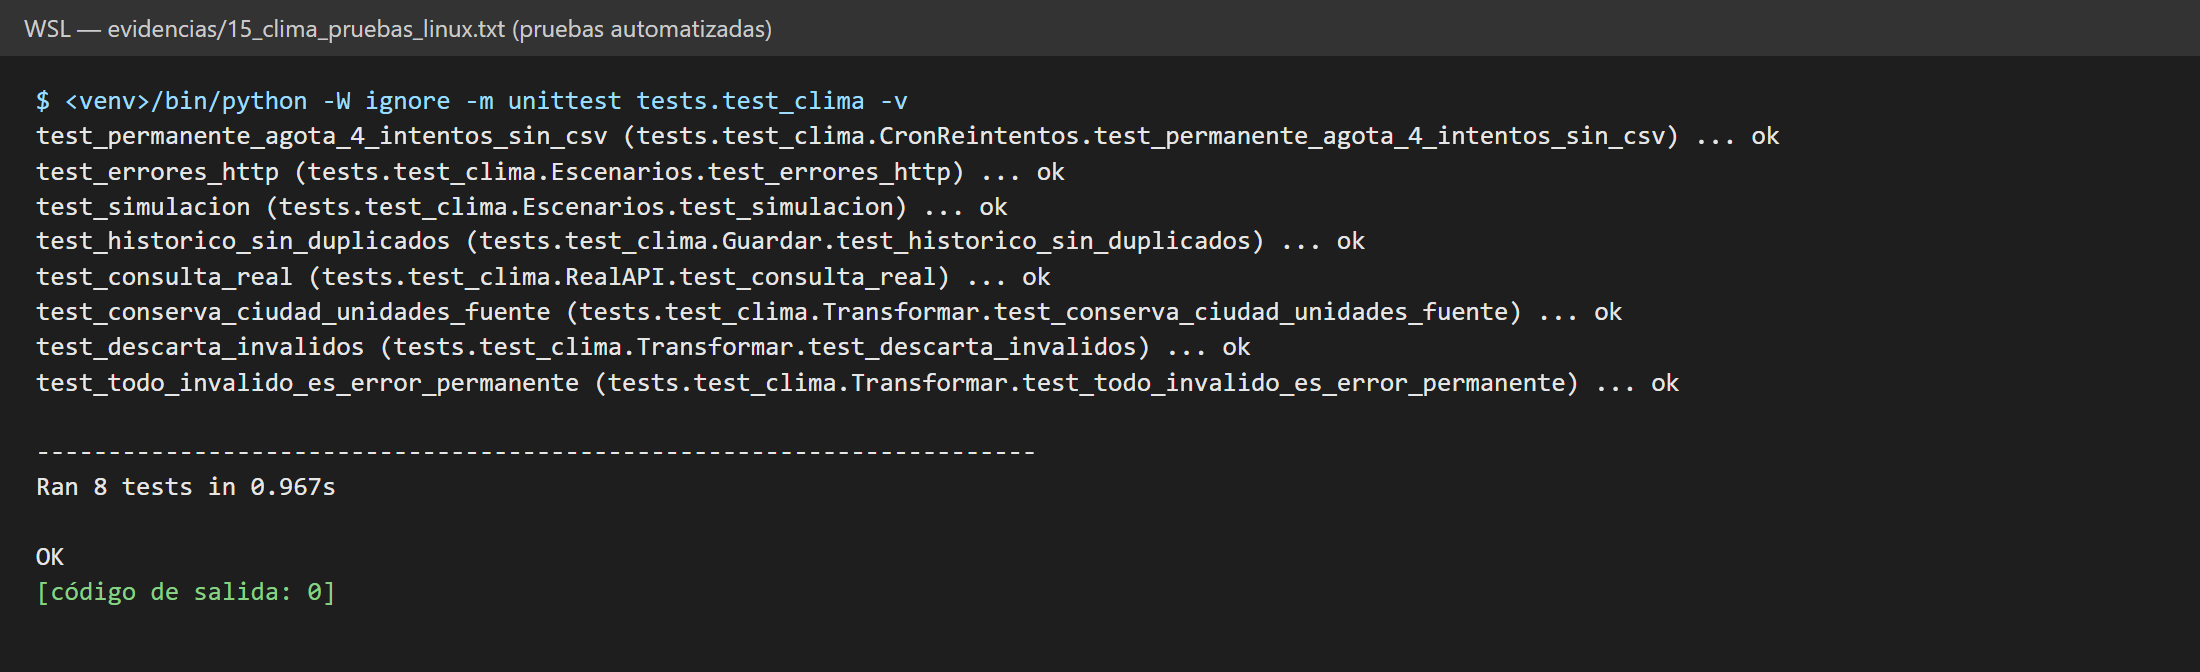 WSL — evidencias/15_clima_pruebas_linux.txt (pruebas automatizadas)
$ <venv>/bin/python -W ignore -m unittest tests.test_clima -v
test_permanente_agota_4_intentos_sin_csv (tests.test_clima.CronReintentos.test_permanente_agota_4_intentos_sin_csv) ... ok
test_errores_http (tests.test_clima.Escenarios.test_errores_http) ... ok
test_simulacion (tests.test_clima.Escenarios.test_simulacion) ... ok
test_historico_sin_duplicados (tests.test_clima.Guardar.test_historico_sin_duplicados) ... ok
test_consulta_real (tests.test_clima.RealAPI.test_consulta_real) ... ok
test_conserva_ciudad_unidades_fuente (tests.test_clima.Transformar.test_conserva_ciudad_unidades_fuente) ... ok
test_descarta_invalidos (tests.test_clima.Transformar.test_descarta_invalidos) ... ok
test_todo_invalido_es_error_permanente (tests.test_clima.Transformar.test_todo_invalido_es_error_permanente) ... ok
----------------------------------------------------------------------
Ran 8 tests in 0.967s
OK
[código de salida: 0]